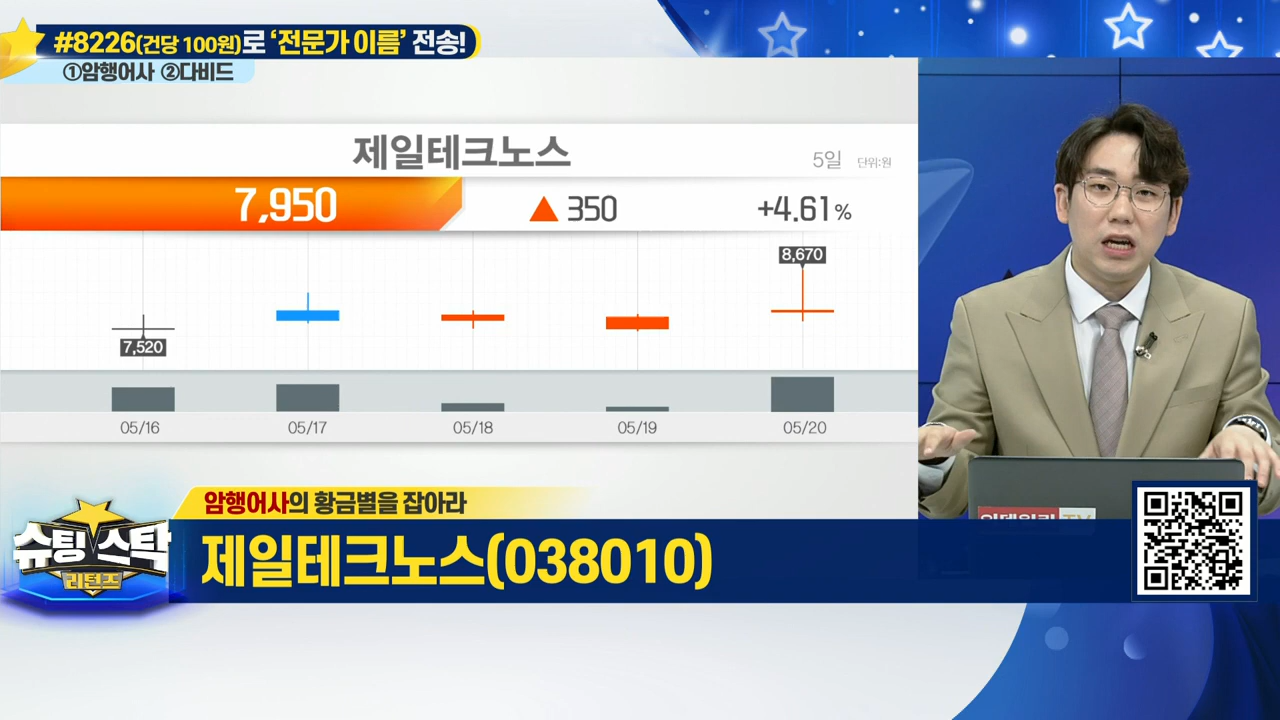 #8226(건당 100원)로 ‘전문가 이름’ 전송!
①암행어사 ②다비드
제일테크노스
5일 단위:원
7,950 ▲ 350 +4.61%
8,670
7,520
05/16 05/17 05/18 05/19 05/20
암행어사의 황금별을 잡아라
슈팅 스탁
리턴즈
제일테크노스(038010)